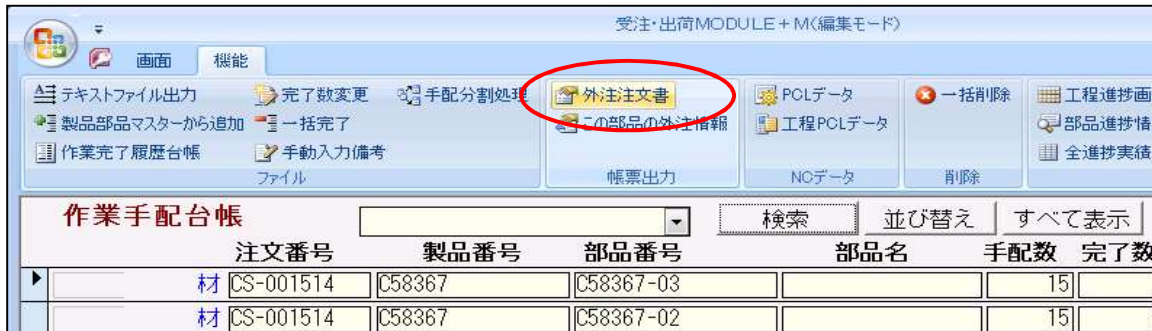 受注・出荷MODULE+M(編集モード)
画面 機能
テキストファイル出力 完了数変更 手配分割処理 外注注文書 PCLデータ 一括削除 工程進捗画
製品部品マスターから追加 一括完了 この部品の外注情報 工程PCLデータ 部品進捗情
作業完了履歴台帳 手動入力備考 全進捗実績
ファイル 帳票出力 NCデータ 削除
作業手配台帳 検索 並び替え すべて表示
注文番号 製品番号 部品番号 部品名 手配数 完了数
材 CS-001514 C58367 C58367-03 15
材 CS-001514 C58367 C58367-02 15